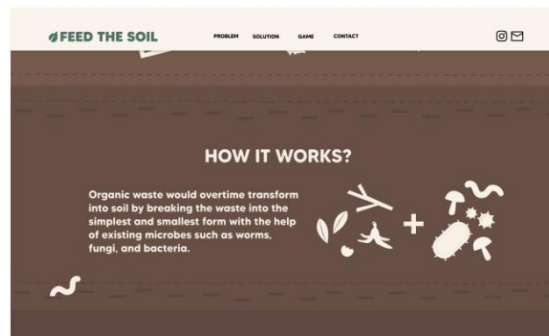 FEED THE SOIL
PROBLEM SOLUTION GAME CONTACT
HOW IT WORKS?
Organic waste would overtime transform
into soil by breaking the waste into the
simplest and smallest form with the help
of existing microbes such as worms,
fungi, and bacteria.